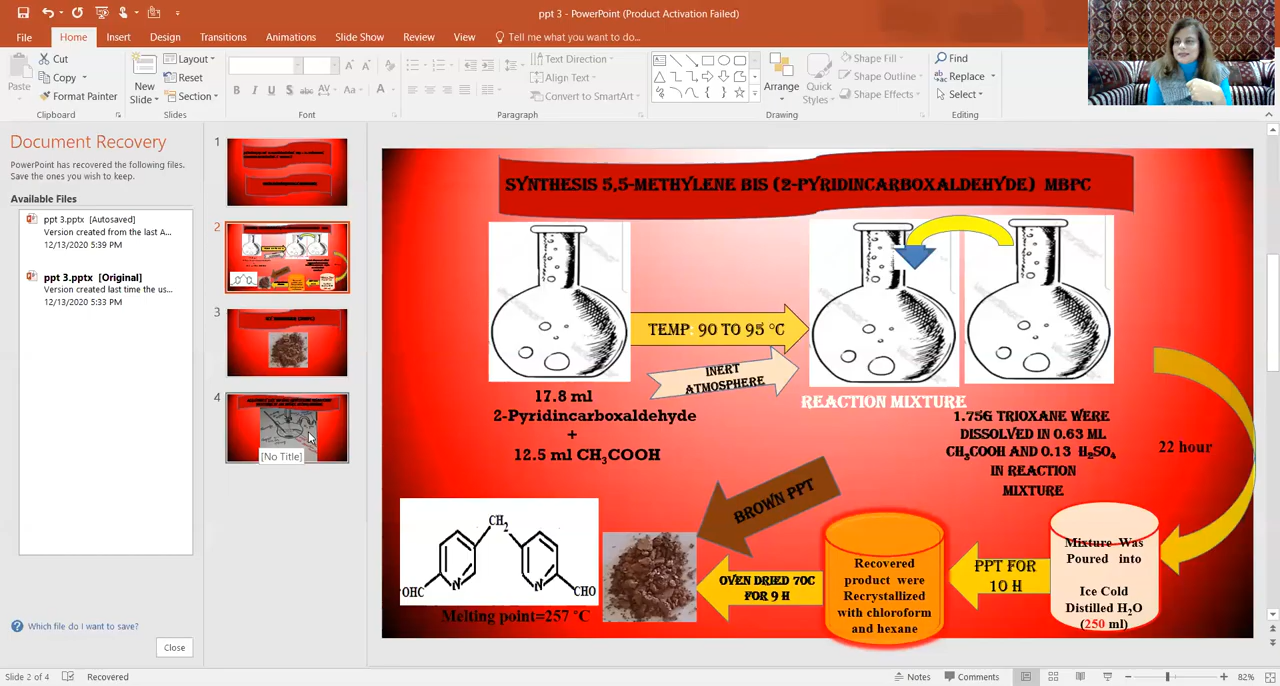 ppt 3 - PowerPoint (Product Activation Failed)
File Home Insert Design Transitions Animations Slide Show Review View Tell me what you want to do...
Paste
Cut
Copy
Format Painter
Clipboard
New
Slide
Layout
Reset
Section
Slides
B I U S abc AV Aa A
Font
Text Direction
Align Text
Convert to SmartArt
Paragraph
Arrange
Quick
Styles
Shape Fill
Shape Outline
Shape Effects
Drawing
Find
Replace
Select
Editing
Document Recovery
PowerPoint has recovered the following files.
Save the ones you wish to keep.
Available Files
ppt 3.pptx [Autosaved]
Version created from the last A...
12/13/2020 5:39 PM
ppt 3.pptx [Original]
Version created last time the us...
12/13/2020 5:33 PM
Which file do I want to save?
Close
1
2
3
4
[No Title]
SYNTHESIS 5,5-METHYLENE BIS (2-PYRIDINCARBOXALDEHYDE) MBPC
TEMP: 90 TO 95 °C
INERT
ATMOSPHERE
17.8 ml
2-Pyridincarboxaldehyde
+
12.5 ml CH₃COOH
REACTION MIXTURE
1.75G TRIOXANE WERE
DISSOLVED IN 0.63 ML
CH₃COOH AND 0.13 H₂SO₄
IN REACTION
MIXTURE
22 hour
Mixture Was
Poured into
Ice Cold
Distilled H₂O
(250 ml)
PPT FOR
10 H
Recovered
product were
Recrystallized
with chloroform
and hexane
OVEN DRIED 70C
FOR 9 H
BROWN PPT
CH₂
OHC N N CHO
Melting point=257 °C
Slide 2 of 4 Recovered Notes Comments 82%